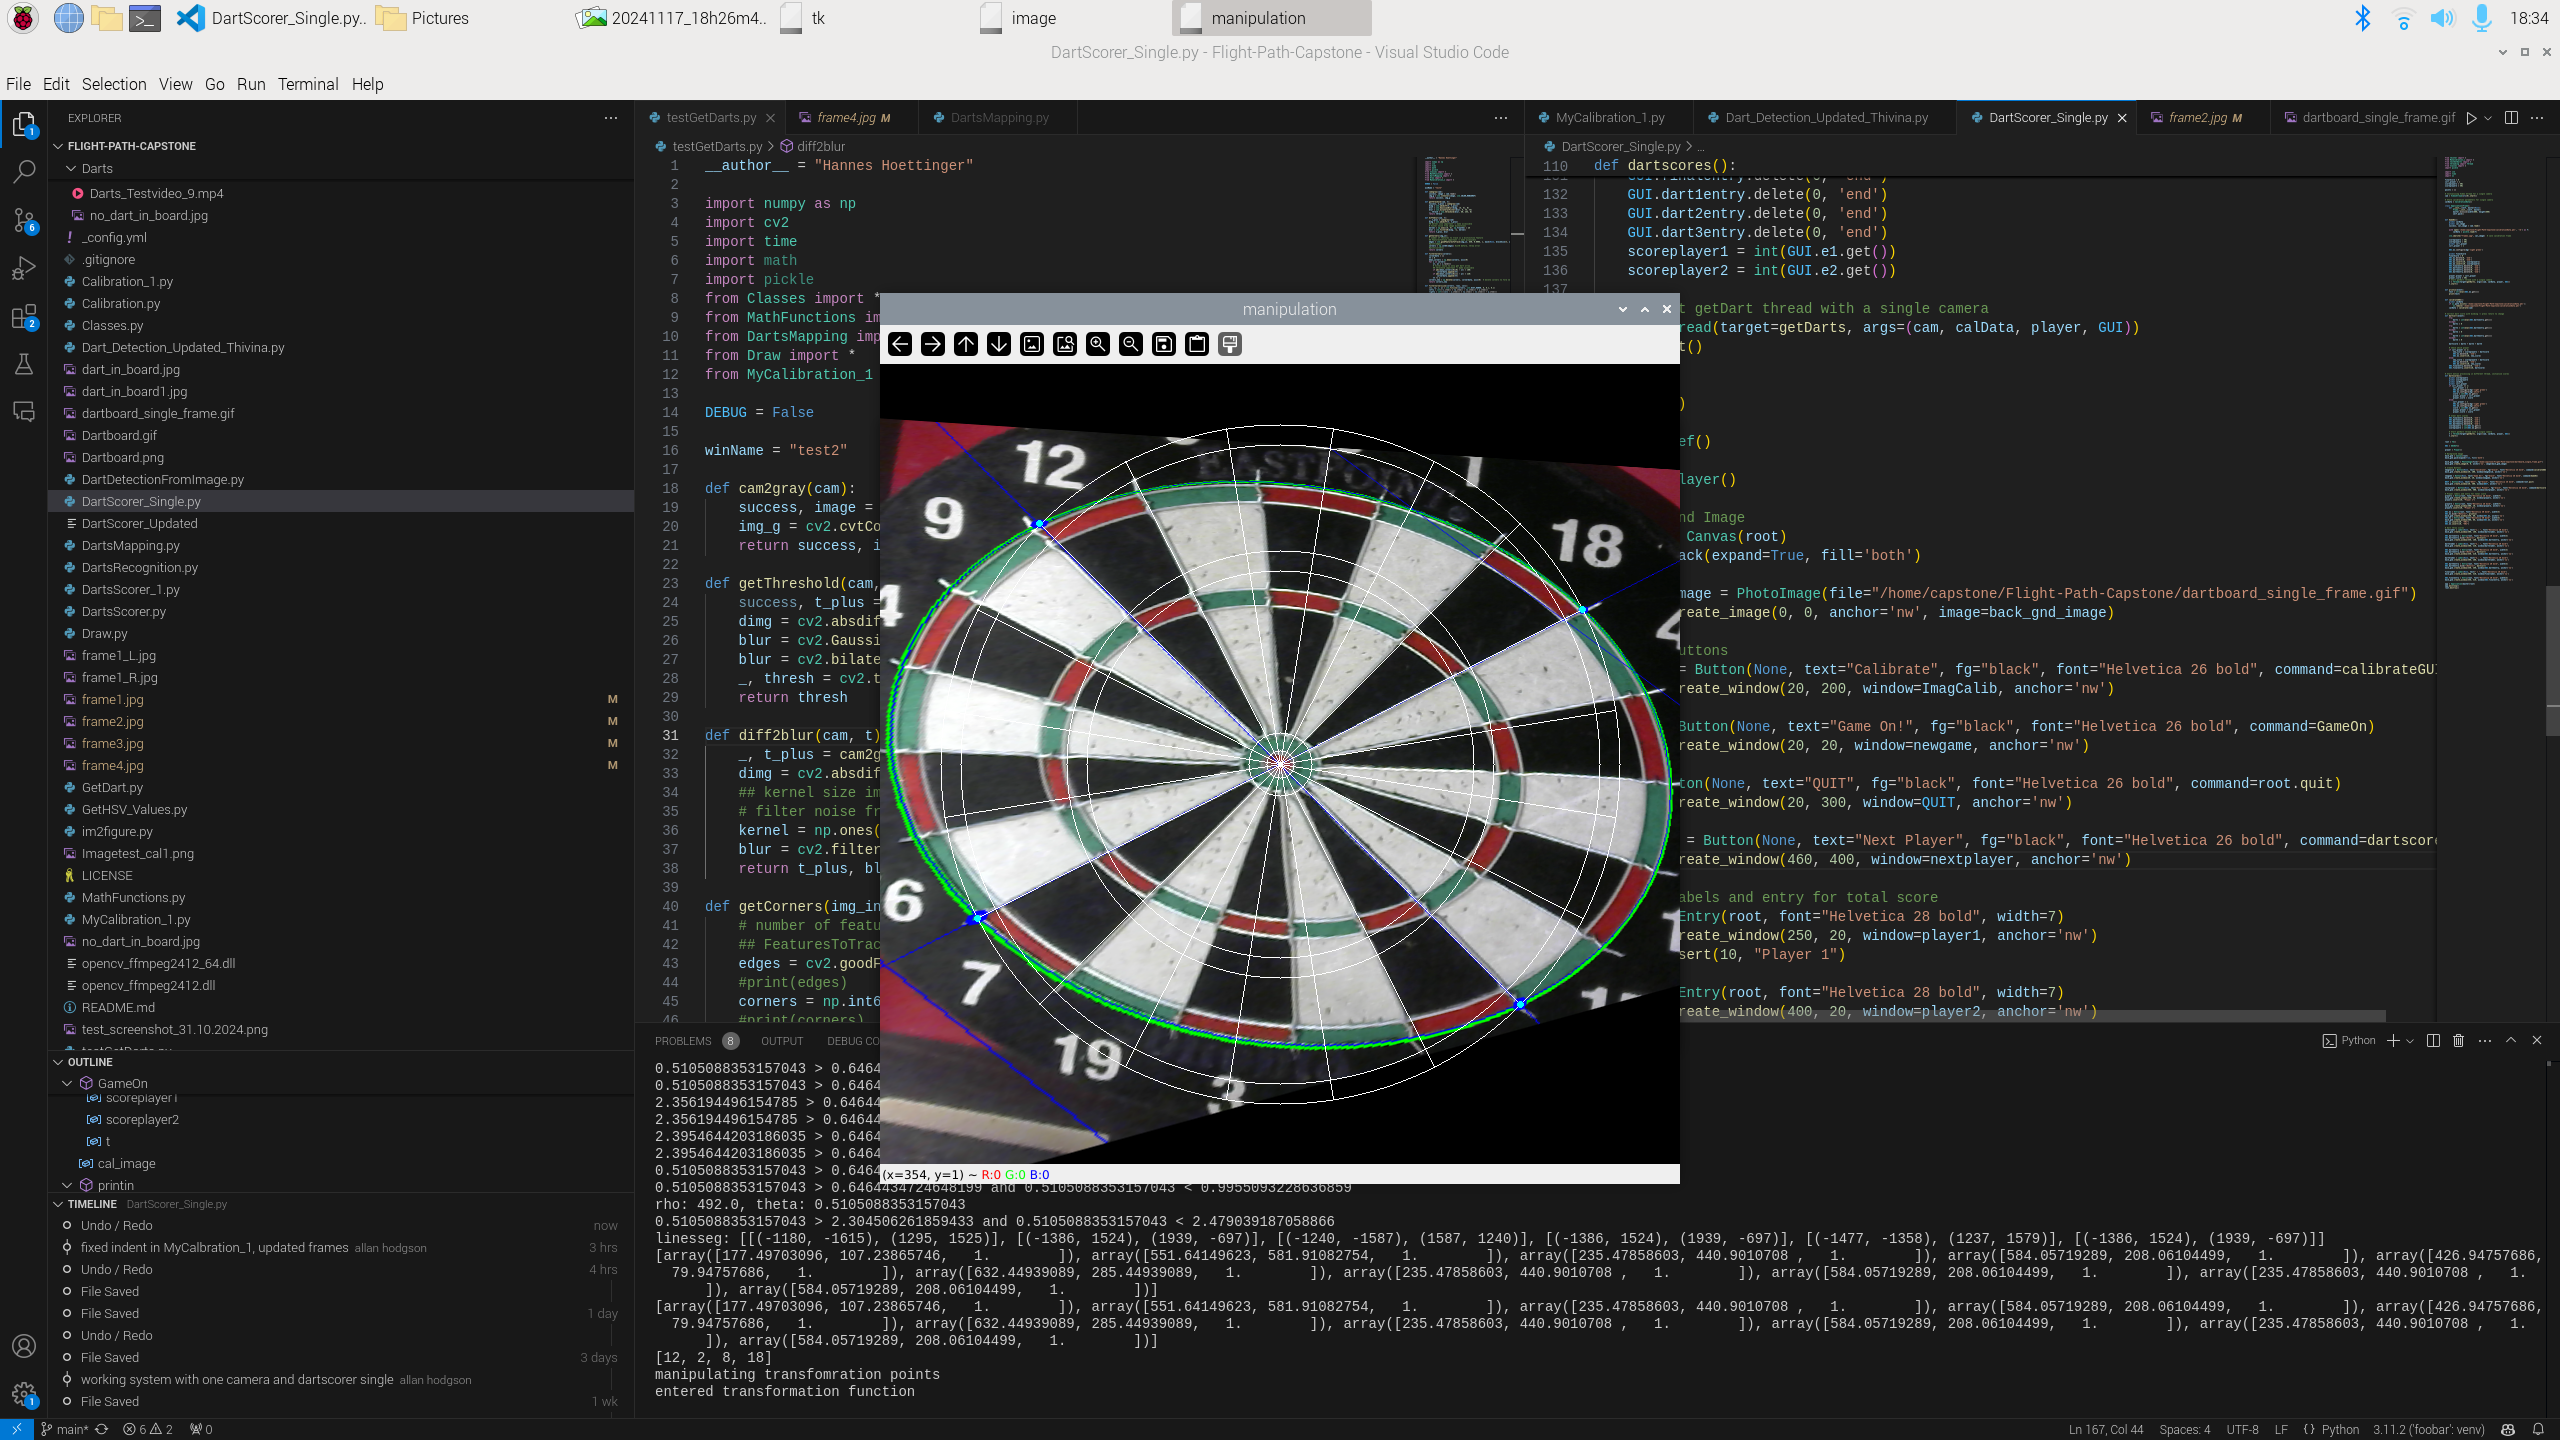 DartScorer_Single.py..
Pictures
20241117_18h26m4..
tk
image
manipulation
18:34
DartScorer_Single.py - Flight-Path-Capstone - Visual Studio Code
File Edit Selection View Go Run Terminal Help
EXPLORER
FLIGHT-PATH-CAPSTONE
Darts
Darts_Testvideo_9.mp4
no_dart_in_board.jpg
_config.yml
.gitignore
Calibration_1.py
Calibration.py
Classes.py
Dart_Detection_Updated_Thivina.py
dart_in_board.jpg
dart_in_board1.jpg
dartboard_single_frame.gif
Dartboard.gif
Dartboard.png
DartDetectionFromImage.py
DartScorer_Single.py
DartScorer_Updated
DartsMapping.py
DartsRecognition.py
DartsScorer_1.py
DartsScorer.py
Draw.py
frame1_L.jpg
frame1_R.jpg
frame1.jpg M
frame2.jpg M
frame3.jpg M
frame4.jpg M
GetDart.py
GetHSV_Values.py
im2figure.py
Imagetest_cal1.png
LICENSE
MathFunctions.py
MyCalibration_1.py
no_dart_in_board.jpg
opencv_ffmpeg2412_64.dll
opencv_ffmpeg2412.dll
README.md
test_screenshot_31.10.2024.png
OUTLINE
GameOn
scoreplayer1
scoreplayer2
t
cal_image
printin
TIMELINE DartScorer_Single.py
Undo / Redo now
fixed indent in MyCalbration_1, updated frames allan hodgson 3 hrs
Undo / Redo 4 hrs
File Saved
File Saved 1 day
Undo / Redo
File Saved 3 days
working system with one camera and dartscorer single allan hodgson
File Saved 1 wk
testGetDarts.py
frame4.jpg M
DartsMapping.py
testGetDarts.py > diff2blur
1 __author__ = "Hannes Hoettinger"
2
3 import numpy as np
4 import cv2
5 import time
6 import math
7 import pickle
8 from Classes import *
9 from MathFunctions im
10 from DartsMapping imp
11 from Draw import *
12 from MyCalibration_1
13
14 DEBUG = False
15
16 winName = "test2"
17
18 def cam2gray(cam):
19 success, image =
20 img_g = cv2.cvtCo
21 return success, i
22
23 def getThreshold(cam,
24 success, t_plus =
25 dimg = cv2.absdif
26 blur = cv2.Gaussi
27 blur = cv2.bilate
28 _, thresh = cv2.t
29 return thresh
30
31 def diff2blur(cam, t)
32 _, t_plus = cam2g
33 dimg = cv2.absdif
34 ## kernel size im
35 # filter noise fr
36 kernel = np.ones(
37 blur = cv2.filter
38 return t_plus, bl
39
40 def getCorners(img_in
41 # number of featu
42 ## FeaturesToTrac
43 edges = cv2.goodF
44 #print(edges)
45 corners = np.int6
46 #print(corners)
MyCalibration_1.py
Dart_Detection_Updated_Thivina.py
DartScorer_Single.py
frame2.jpg M
dartboard_single_frame.gif
DartScorer_Single.py > ...
110 def dartscores():
132 GUI.dart1entry.delete(0, 'end')
133 GUI.dart2entry.delete(0, 'end')
134 GUI.dart3entry.delete(0, 'end')
135 scoreplayer1 = int(GUI.e1.get())
136 scoreplayer2 = int(GUI.e2.get())
137
t getDart thread with a single camera
read(target=getDarts, args=(cam, calData, player, GUI))
t()
)
ef()
layer()
nd Image
Canvas(root)
ack(expand=True, fill='both')
mage = PhotoImage(file="/home/capstone/Flight-Path-Capstone/dartboard_single_frame.gif")
reate_image(0, 0, anchor='nw', image=back_gnd_image)
uttons
= Button(None, text="Calibrate", fg="black", font="Helvetica 26 bold", command=calibrateGUI
reate_window(20, 200, window=ImagCalib, anchor='nw')
Button(None, text="Game On!", fg="black", font="Helvetica 26 bold", command=GameOn)
reate_window(20, 20, window=newgame, anchor='nw')
ton(None, text="QUIT", fg="black", font="Helvetica 26 bold", command=root.quit)
reate_window(20, 300, window=QUIT, anchor='nw')
= Button(None, text="Next Player", fg="black", font="Helvetica 26 bold", command=dartscore
reate_window(460, 400, window=nextplayer, anchor='nw')
abels and entry for total score
Entry(root, font="Helvetica 28 bold", width=7)
reate_window(250, 20, window=player1, anchor='nw')
sert(10, "Player 1")
Entry(root, font="Helvetica 28 bold", width=7)
reate_window(400, 20, window=player2, anchor='nw')
manipulation
12
9
18
6
7
19
3
(x=354, y=1) ~ R:0 G:0 B:0
PROBLEMS 8 OUTPUT DEBUG CO
Python
0.5105088353157043 > 0.6464
0.5105088353157043 > 0.6464
2.356194496154785 > 0.64644
2.356194496154785 > 0.64644
2.3954644203186035 > 0.6464
2.3954644203186035 > 0.6464
0.5105088353157043 > 0.6464
0.5105088353157043 > 0.6464434724648199 and 0.5105088353157043 < 0.9955093228636859
rho: 492.0, theta: 0.5105088353157043
0.5105088353157043 > 2.304506261859433 and 0.5105088353157043 < 2.479039187058866
linesseg: [[(-1180, -1615), (1295, 1525)], [(-1386, 1524), (1939, -697)], [(-1240, -1587), (1587, 1240)], [(-1386, 1524), (1939, -697)], [(-1477, -1358), (1237, 1579)], [(-1386, 1524), (1939, -697)]]
[array([177.49703096, 107.23865746, 1. ]), array([551.64149623, 581.91082754, 1. ]), array([235.47858603, 440.9010708 , 1. ]), array([584.05719289, 208.06104499, 1. ]), array([426.94757686,
79.94757686, 1. ]), array([632.44939089, 285.44939089, 1. ]), array([235.47858603, 440.9010708 , 1. ]), array([584.05719289, 208.06104499, 1. ]), array([235.47858603, 440.9010708 , 1.
]), array([584.05719289, 208.06104499, 1. ])]
[array([177.49703096, 107.23865746, 1. ]), array([551.64149623, 581.91082754, 1. ]), array([235.47858603, 440.9010708 , 1. ]), array([584.05719289, 208.06104499, 1. ]), array([426.94757686,
79.94757686, 1. ]), array([632.44939089, 285.44939089, 1. ]), array([235.47858603, 440.9010708 , 1. ]), array([584.05719289, 208.06104499, 1. ]), array([235.47858603, 440.9010708 , 1.
]), array([584.05719289, 208.06104499, 1. ])]
[12, 2, 8, 18]
manipulating transfomration points
entered transformation function
main* 6 2 0
Ln 167, Col 44 Spaces: 4 UTF-8 LF Python 3.11.2 ('foobar': venv)